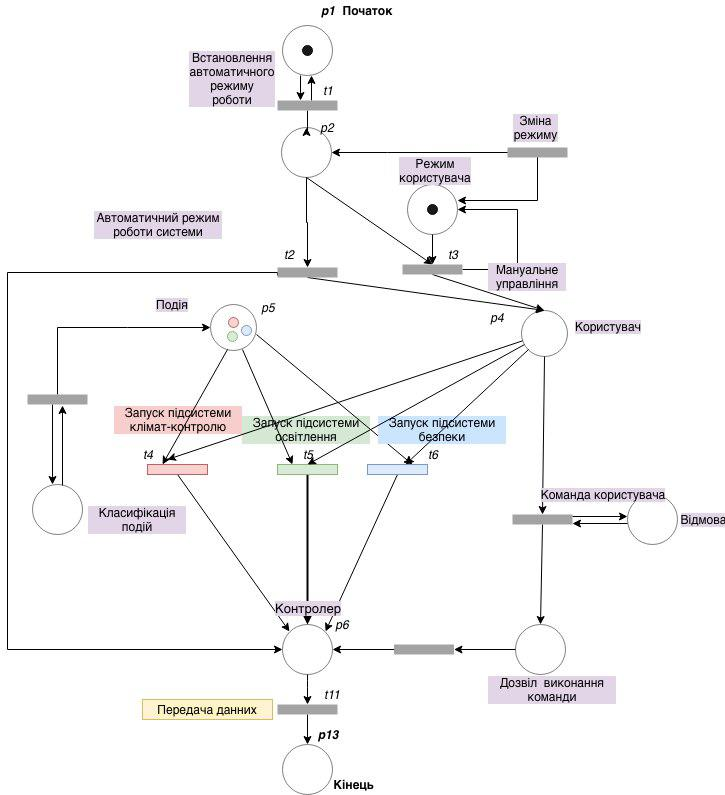 p1 Початок
Встановлення
автоматичного
режиму
роботи
t1
p2
Зміна
режиму
Режим
користувача
Автоматичний режим
роботи системи
t2
t3
Мануальне
управління
Подія
p5
p4
Користувач
Запуск підсистеми
клімат-контролю
Запуск підсистеми
освітлення
Запуск підсистеми
безпеки
t4
t5
t6
Класифікація
подій
Команда користувача
Відмова
Контролер
p6
Дозвіл виконання
команди
t11
Передача данних
p13
Кінець